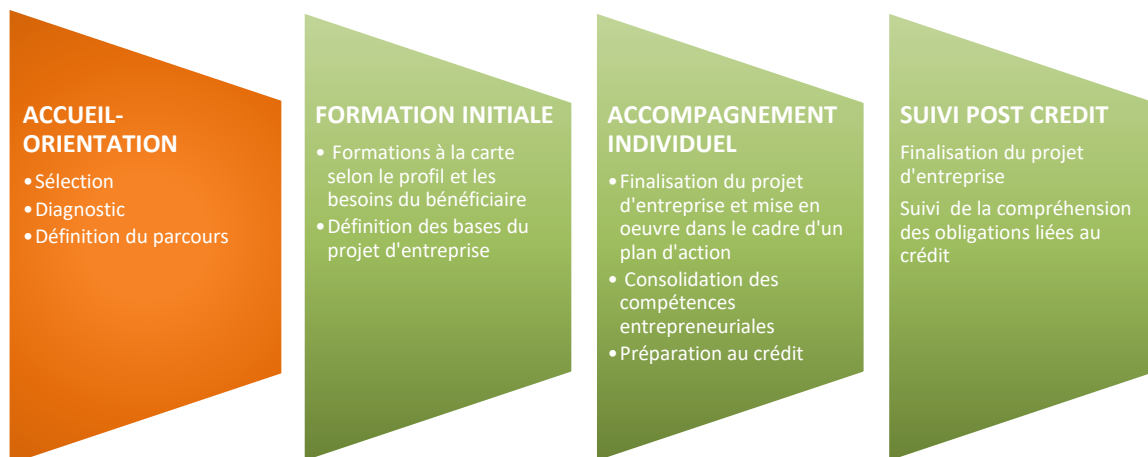 ACCUEIL-
ORIENTATION
•Sélection
•Diagnostic
•Définition du parcours
FORMATION INITIALE
• Formations à la carte
selon le profil et les
besoins du bénéficiaire
•Définition des bases du
projet d'entreprise
ACCOMPAGNEMENT
INDIVIDUEL
•Finalisation du projet
d'entreprise et mise en
oeuvre dans le cadre d'un
plan d'action
• Consolidation des
compétences
entrepreneuriales
•Préparation au crédit
SUIVI POST CREDIT
Finalisation du projet
d'entreprise
Suivi de la compréhension
des obligations liées au
crédit